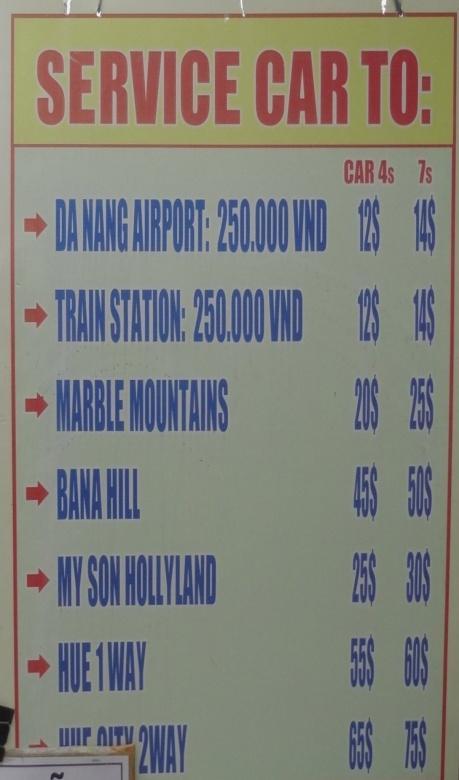 SERVICE CAR TO:
CAR 4s 7s
DA NANG AIRPORT: 250.000 VND 12$ 14$
TRAIN STATION: 250.000 VND 12$ 14$
MARBLE MOUNTAINS 20$ 25$
BANA HILL 45$ 50$
MY SON HOLLYLAND 25$ 30$
HUE 1 WAY 55$ 60$
HUE CITY 2WAY 65$ 75$